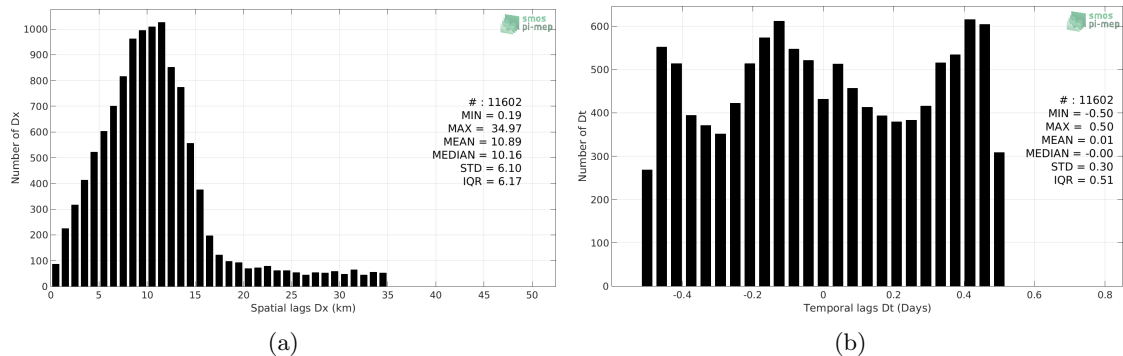 smos
pi-mep
1000
900
800
700
600
500
400
300
200
100
0
Number of Dx
# : 11602
MIN = 0.19
MAX = 34.97
MEAN = 10.89
MEDIAN = 10.16
STD = 6.10
IQR = 6.17
0 5 10 15 20 25 30 35 40 45 50
Spatial lags Dx (km)
(a)
smos
pi-mep
600
500
400
300
200
100
0
Number of Dt
# : 11602
MIN = -0.50
MAX = 0.50
MEAN = 0.01
MEDIAN = -0.00
STD = 0.30
IQR = 0.51
-0.4 -0.2 0 0.2 0.4 0.6 0.8
Temporal lags Dt (Days)
(b)